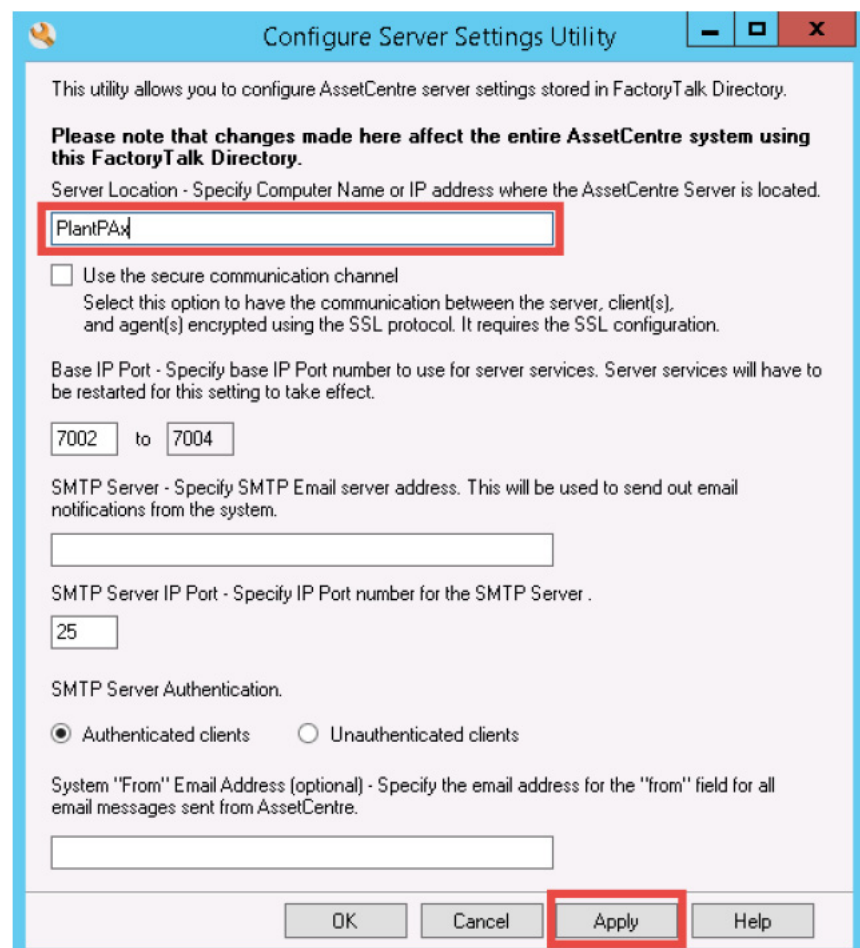 Configure Server Settings Utility
This utility allows you to configure AssetCentre server settings stored in FactoryTalk Directory.
Please note that changes made here affect the entire AssetCentre system using
this FactoryTalk Directory.
Server Location - Specify Computer Name or IP address where the AssetCentre Server is located.
PlantPAx
Use the secure communication channel
Select this option to have the communication between the server, client(s),
and agent(s) encrypted using the SSL protocol. It requires the SSL configuration.
Base IP Port - Specify base IP Port number to use for server services. Server services will have to
be restarted for this setting to take effect.
7002 to 7004
SMTP Server - Specify SMTP Email server address. This will be used to send out email
notifications from the system.
SMTP Server IP Port - Specify IP Port number for the SMTP Server .
25
SMTP Server Authentication.
Authenticated clients Unauthenticated clients
System "From" Email Address (optional) - Specify the email address for the "from" field for all
email messages sent from AssetCentre.
OK Cancel Apply Help